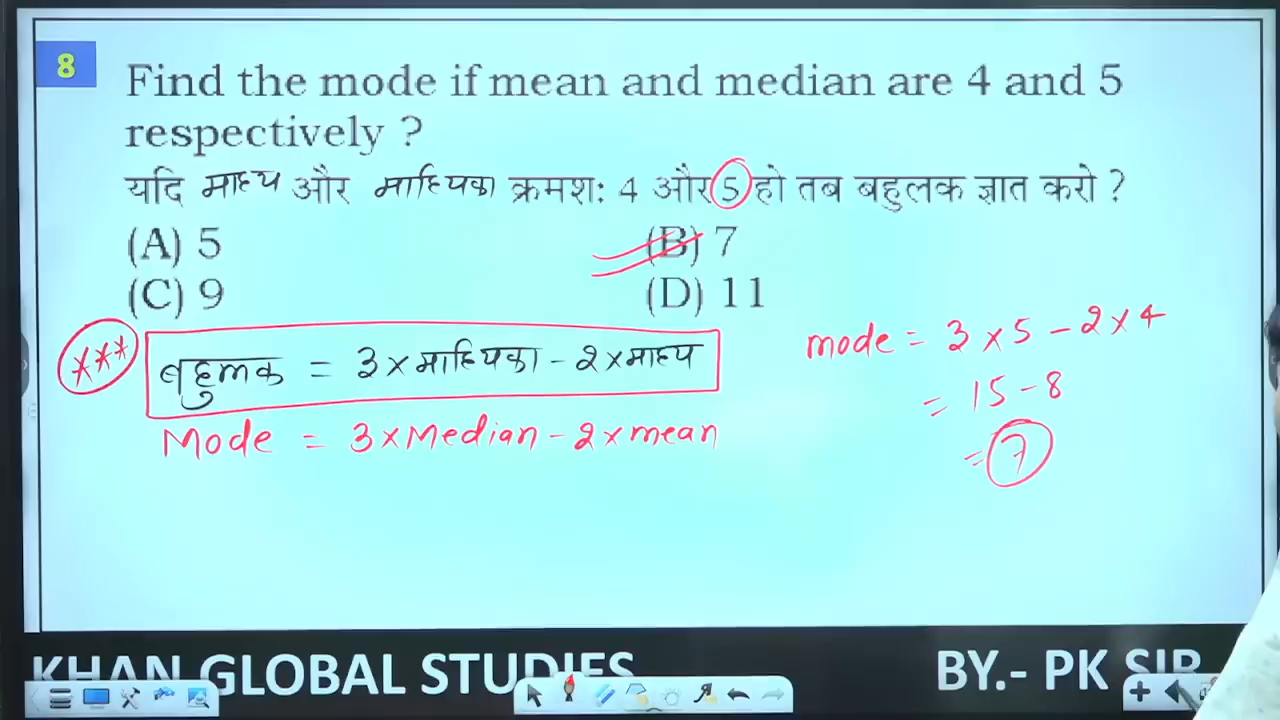 8
Find the mode if mean and median are 4 and 5
respectively ?
यदि माध्य और माध्यिका क्रमश: 4 और 5 हो तब बहुलक ज्ञात करो ?
(A) 5 (B) 7
(C) 9 (D) 11
*** बहुलक = 3 × माध्यिका - 2 × माध्य
Mode = 3 × Median - 2 × mean
mode = 3 × 5 - 2 × 4
= 15 - 8
= 7
KHAN GLOBAL STUDIES BY.- PK SIR